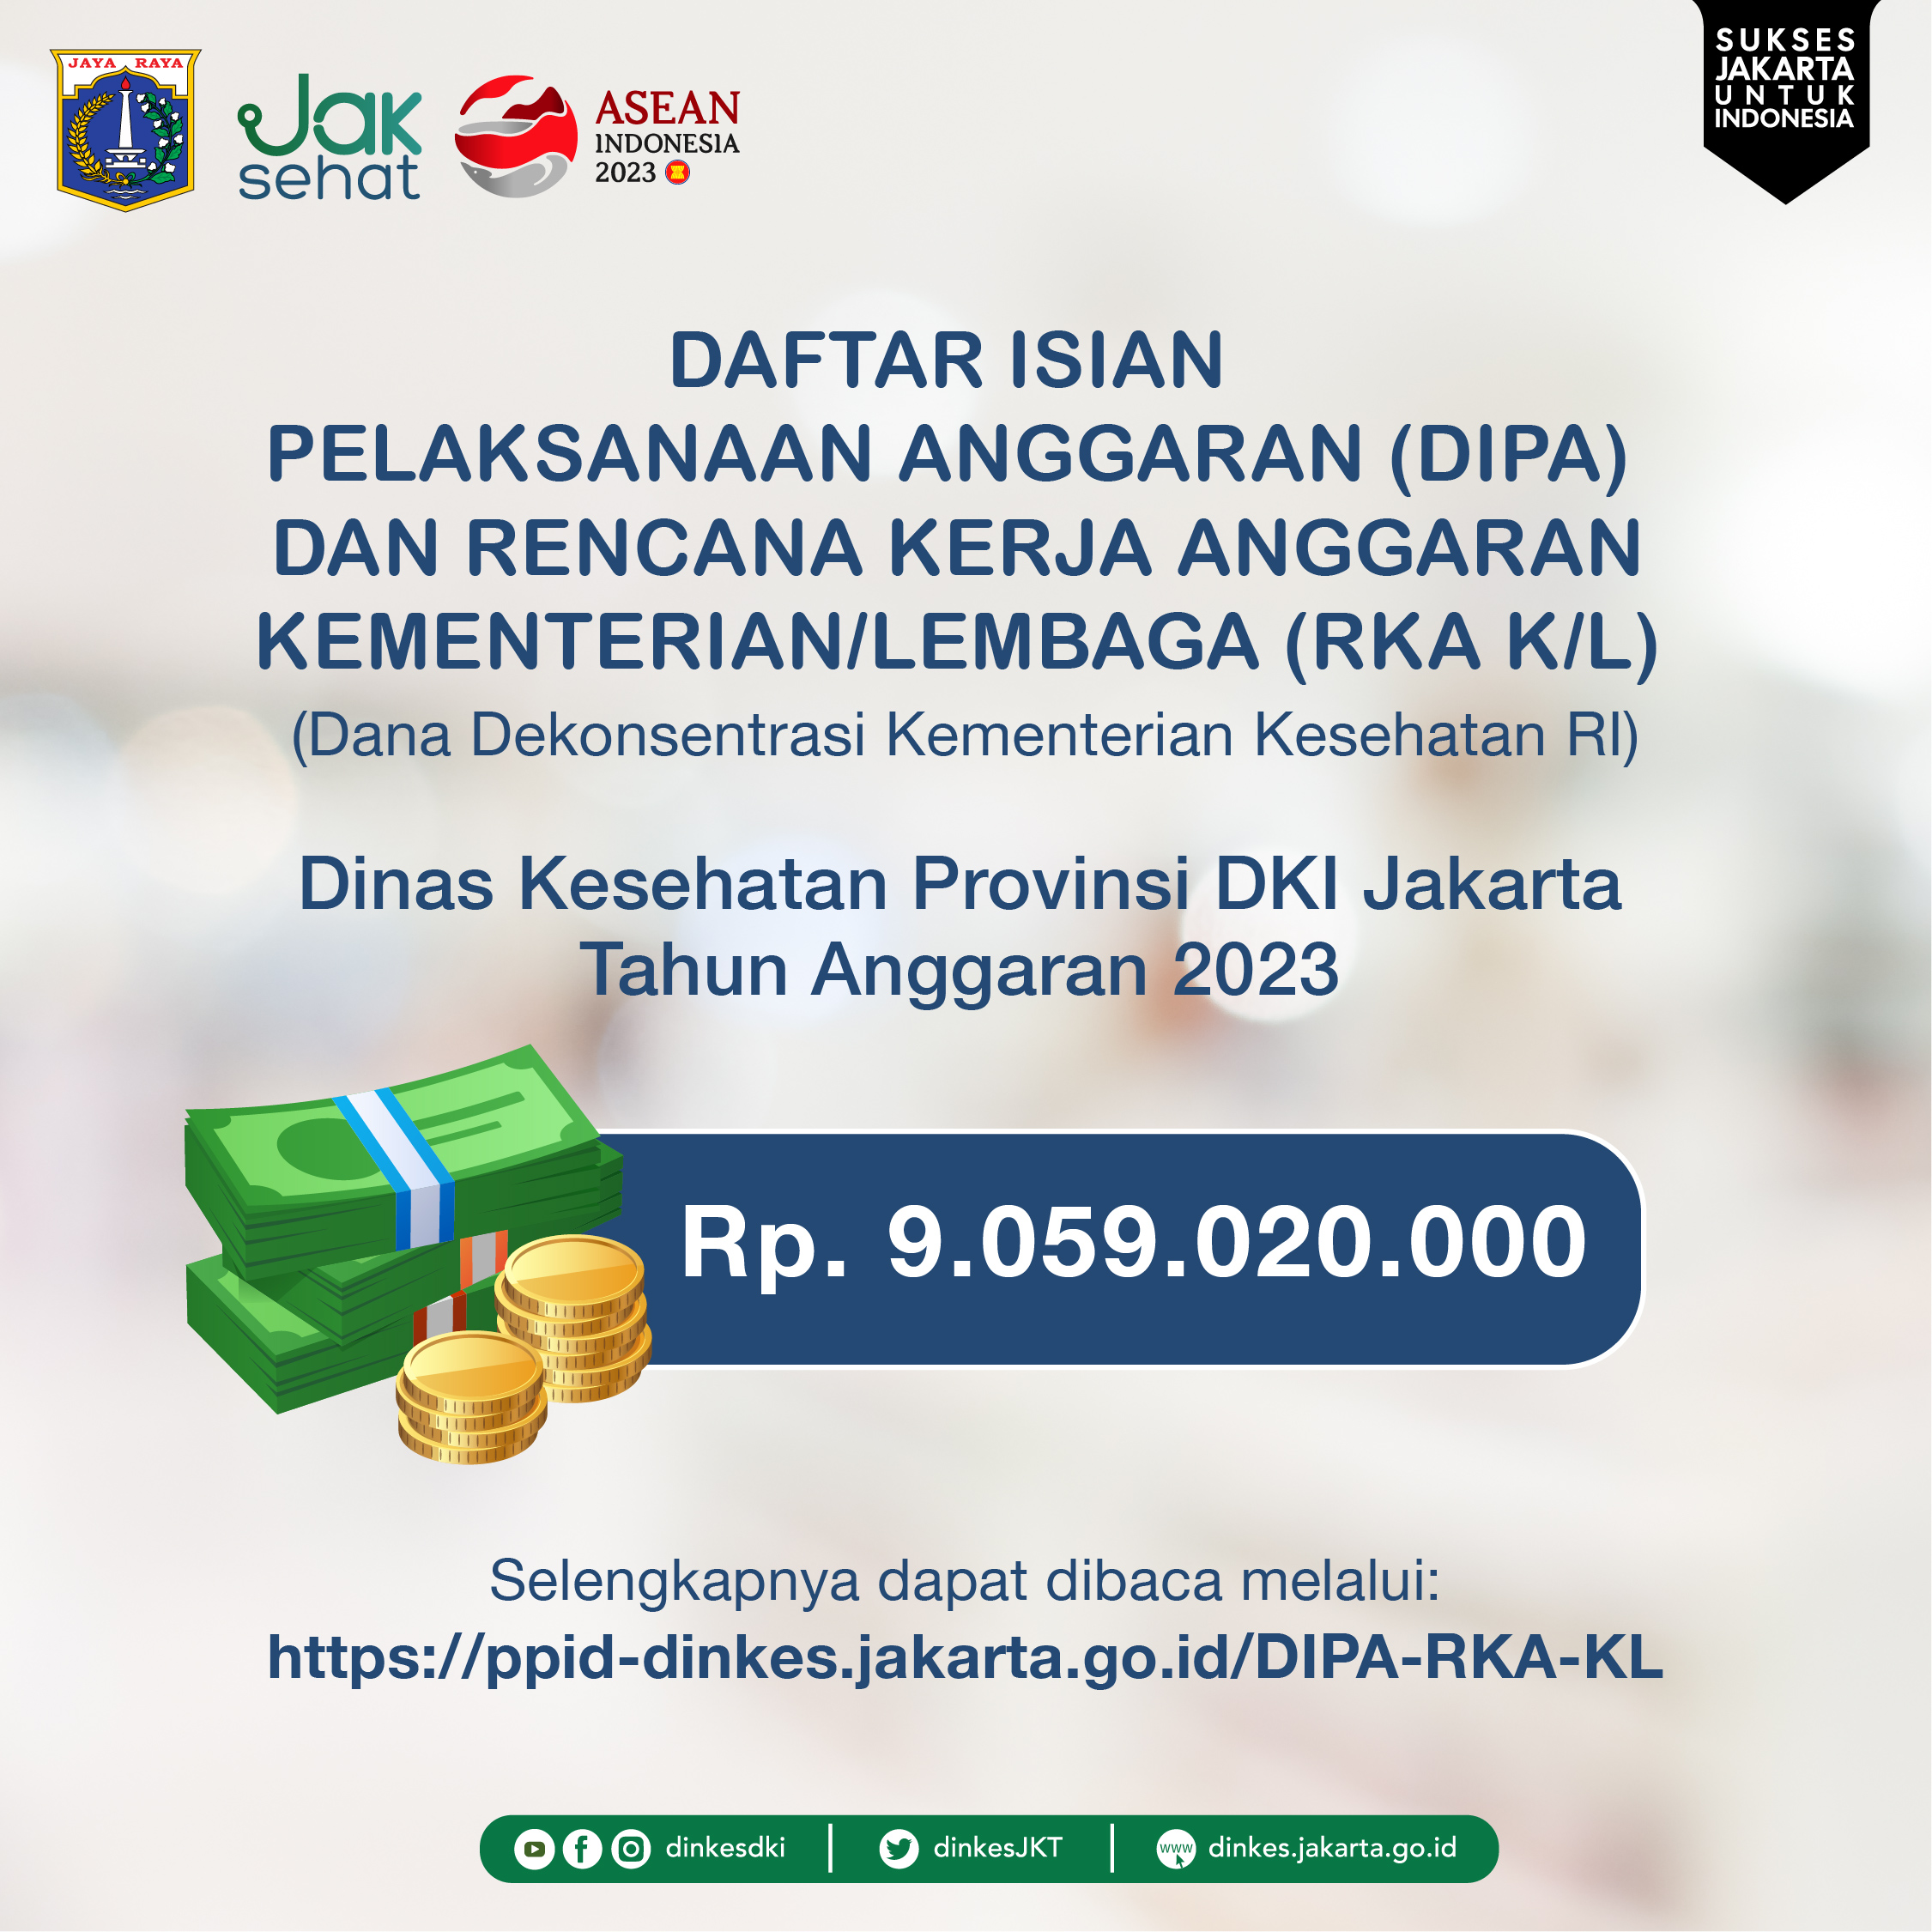 JAYA RAYA
Jak
sehat
ASEAN
INDONESIA
2023
SUKSES
JAKARTA
UNTUK
INDONESIA
DAFTAR ISIAN
PELAKSANAAN ANGGARAN (DIPA)
DAN RENCANA KERJA ANGGARAN
KEMENTERIAN/LEMBAGA (RKA K/L)
(Dana Dekonsentrasi Kementerian Kesehatan RI)
Dinas Kesehatan Provinsi DKI Jakarta
Tahun Anggaran 2023
Rp. 9.059.020.000
Selengkapnya dapat dibaca melalui:
https://ppid-dinkes.jakarta.go.id/DIPA-RKA-KL
dinkesdki | dinkesJKT | www dinkes.jakarta.go.id